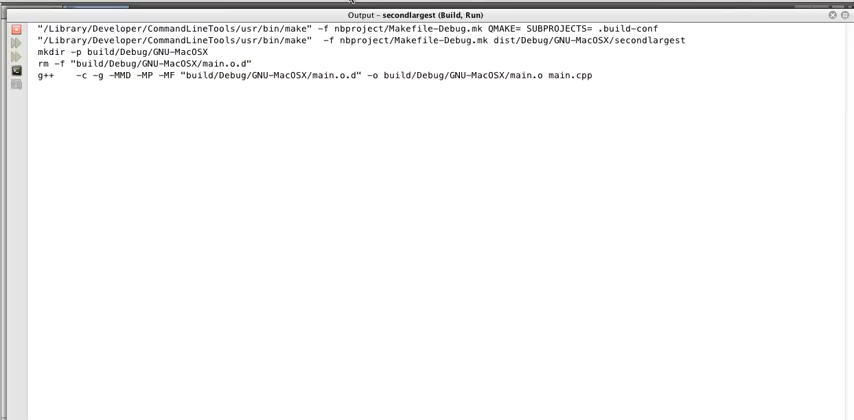 Output – secondlargest (Build, Run)
"/Library/Developer/CommandLineTools/usr/bin/make" -f nbproject/Makefile-Debug.mk QMAKE= SUBPROJECTS= .build-conf
"/Library/Developer/CommandLineTools/usr/bin/make"  -f nbproject/Makefile-Debug.mk dist/Debug/GNU-MacOSX/secondlargest
mkdir -p build/Debug/GNU-MacOSX
rm -f "build/Debug/GNU-MacOSX/main.o.d"
g++    -c -g -MMD -MP -MF "build/Debug/GNU-MacOSX/main.o.d" -o build/Debug/GNU-MacOSX/main.o main.cpp